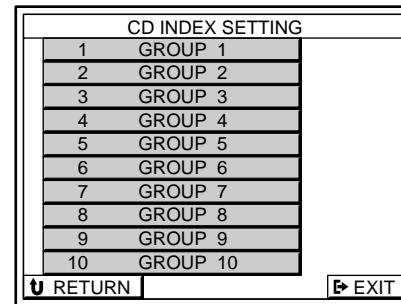 CD INDEX SETTING
1 GROUP 1
2 GROUP 2
3 GROUP 3
4 GROUP 4
5 GROUP 5
6 GROUP 6
7 GROUP 7
8 GROUP 8
9 GROUP 9
10 GROUP 10
RETURN EXIT